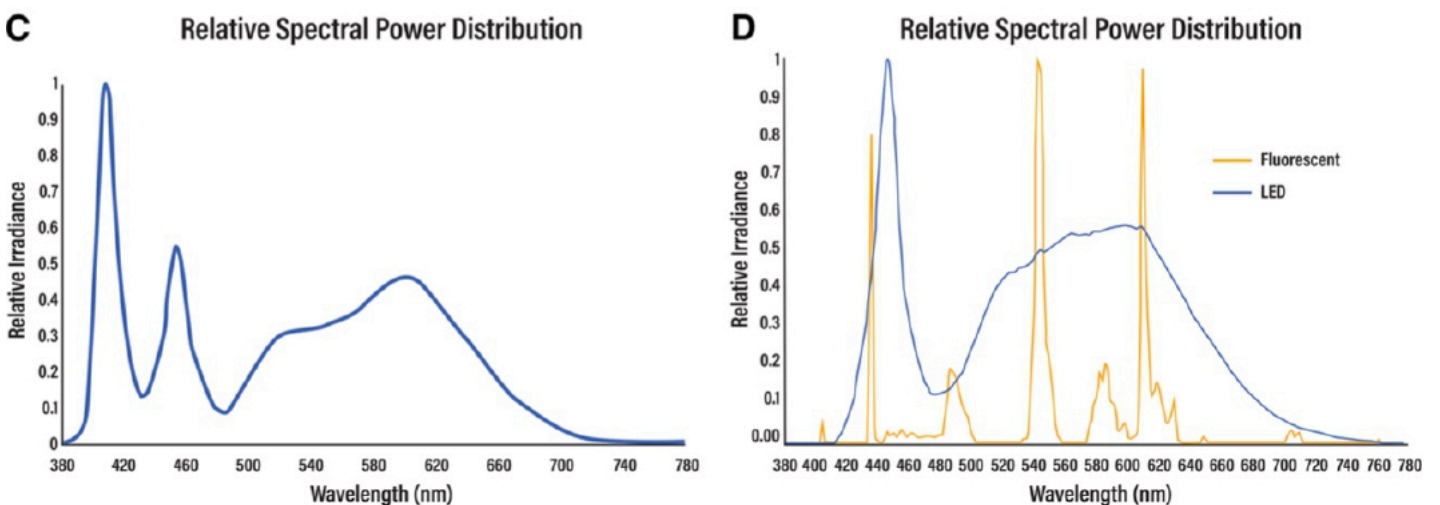 C
Relative Spectral Power Distribution
Relative Irradiance
1
0.9
0.8
0.7
0.6
0.5
0.4
0.3
0.2
0.1
0
380 420 460 500 540 580 620 660 700 740 780
Wavelength (nm)
D
Relative Spectral Power Distribution
Relative Irradiance
1
0.9
0.8
0.7
0.6
0.5
0.4
0.3
0.2
0.1
0.00
Fluorescent
LED
380 400 420 440 460 480 500 520 540 560 580 600 620 640 660 680 700 720 740 760 780
Wavelength (nm)